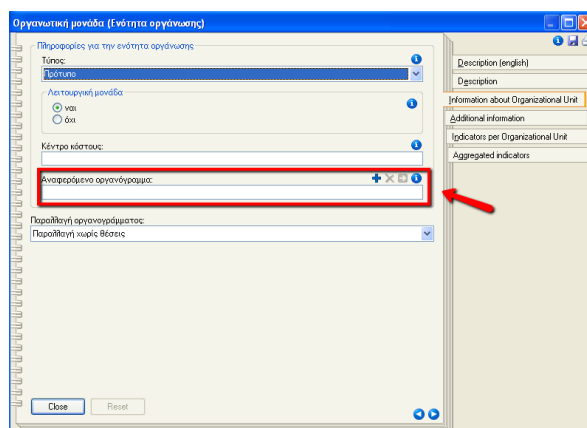 Οργανωτική μονάδα (Ενότητα οργάνωσης)
Πληροφορίες για την ενότητα οργάνωσης
Τύπος:
Πρότυπο
Λειτουργική μονάδα
ναι
όχι
Κέντρο κόστους:
Αναφερόμενο οργανόγραμμα:
Παραλλαγή οργανογράμματος:
Παραλλαγή χωρίς θέσεις
Close
Reset
Description (english)
Description
Information about Organizational Unit
Additional information
Indicators per Organizational Unit
Aggregated indicators